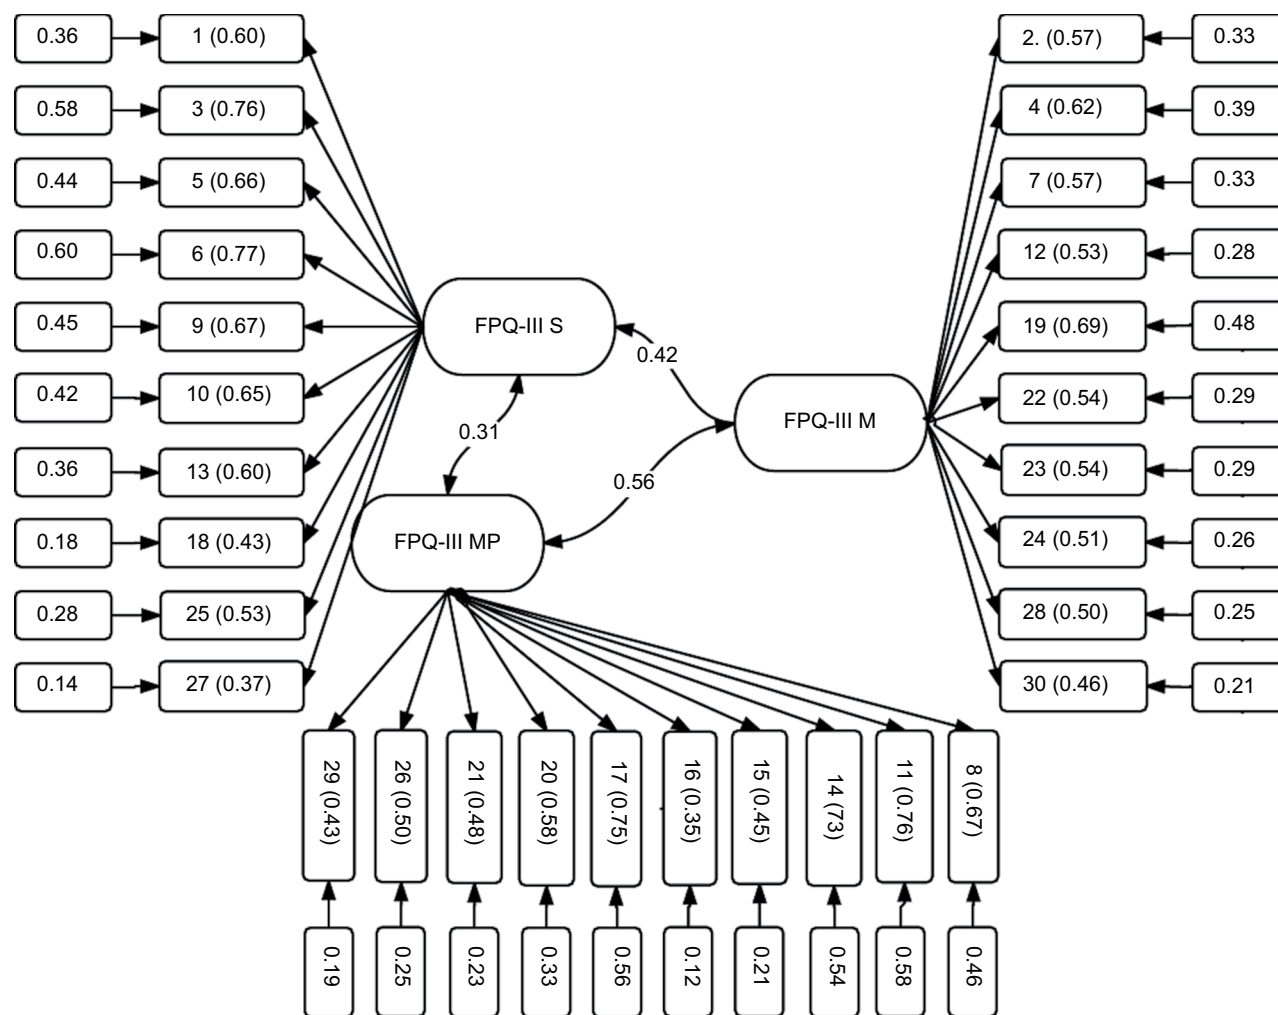 0.36 1 (0.60)
0.58 3 (0.76)
0.44 5 (0.66)
0.60 6 (0.77)
0.45 9 (0.67)
0.42 10 (0.65)
0.36 13 (0.60)
0.18 18 (0.43)
0.28 25 (0.53)
0.14 27 (0.37)
FPQ-III S
0.42
0.31
FPQ-III M
0.56
FPQ-III MP
2. (0.57) 0.33
4 (0.62) 0.39
7 (0.57) 0.33
12 (0.53) 0.28
19 (0.69) 0.48
22 (0.54) 0.29
23 (0.54) 0.29
24 (0.51) 0.26
28 (0.50) 0.25
30 (0.46) 0.21
29 (0.43)
26 (0.50)
21 (0.48)
20 (0.58)
17 (0.75)
16 (0.35)
15 (0.45)
14 (73)
11 (0.76)
8 (0.67)
0.19
0.25
0.23
0.33
0.56
0.12
0.21
0.54
0.58
0.46